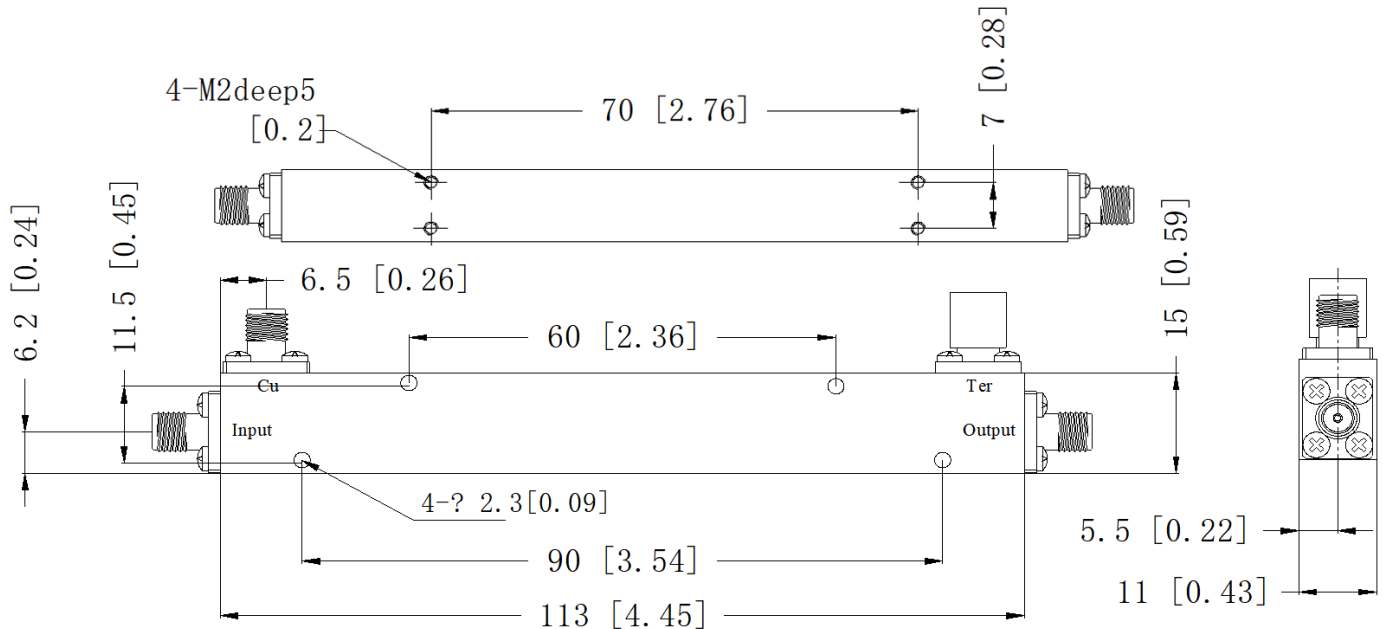 4-M2deep5
[0.2]
70 [2.76]
7 [0.28]
6.2 [0.24]
11.5 [0.45]
6.5 [0.26]
60 [2.36]
15 [0.59]
Cu
Ter
Input
Output
4-? 2.3[0.09]
90 [3.54]
113 [4.45]
5.5 [0.22]
11 [0.43]